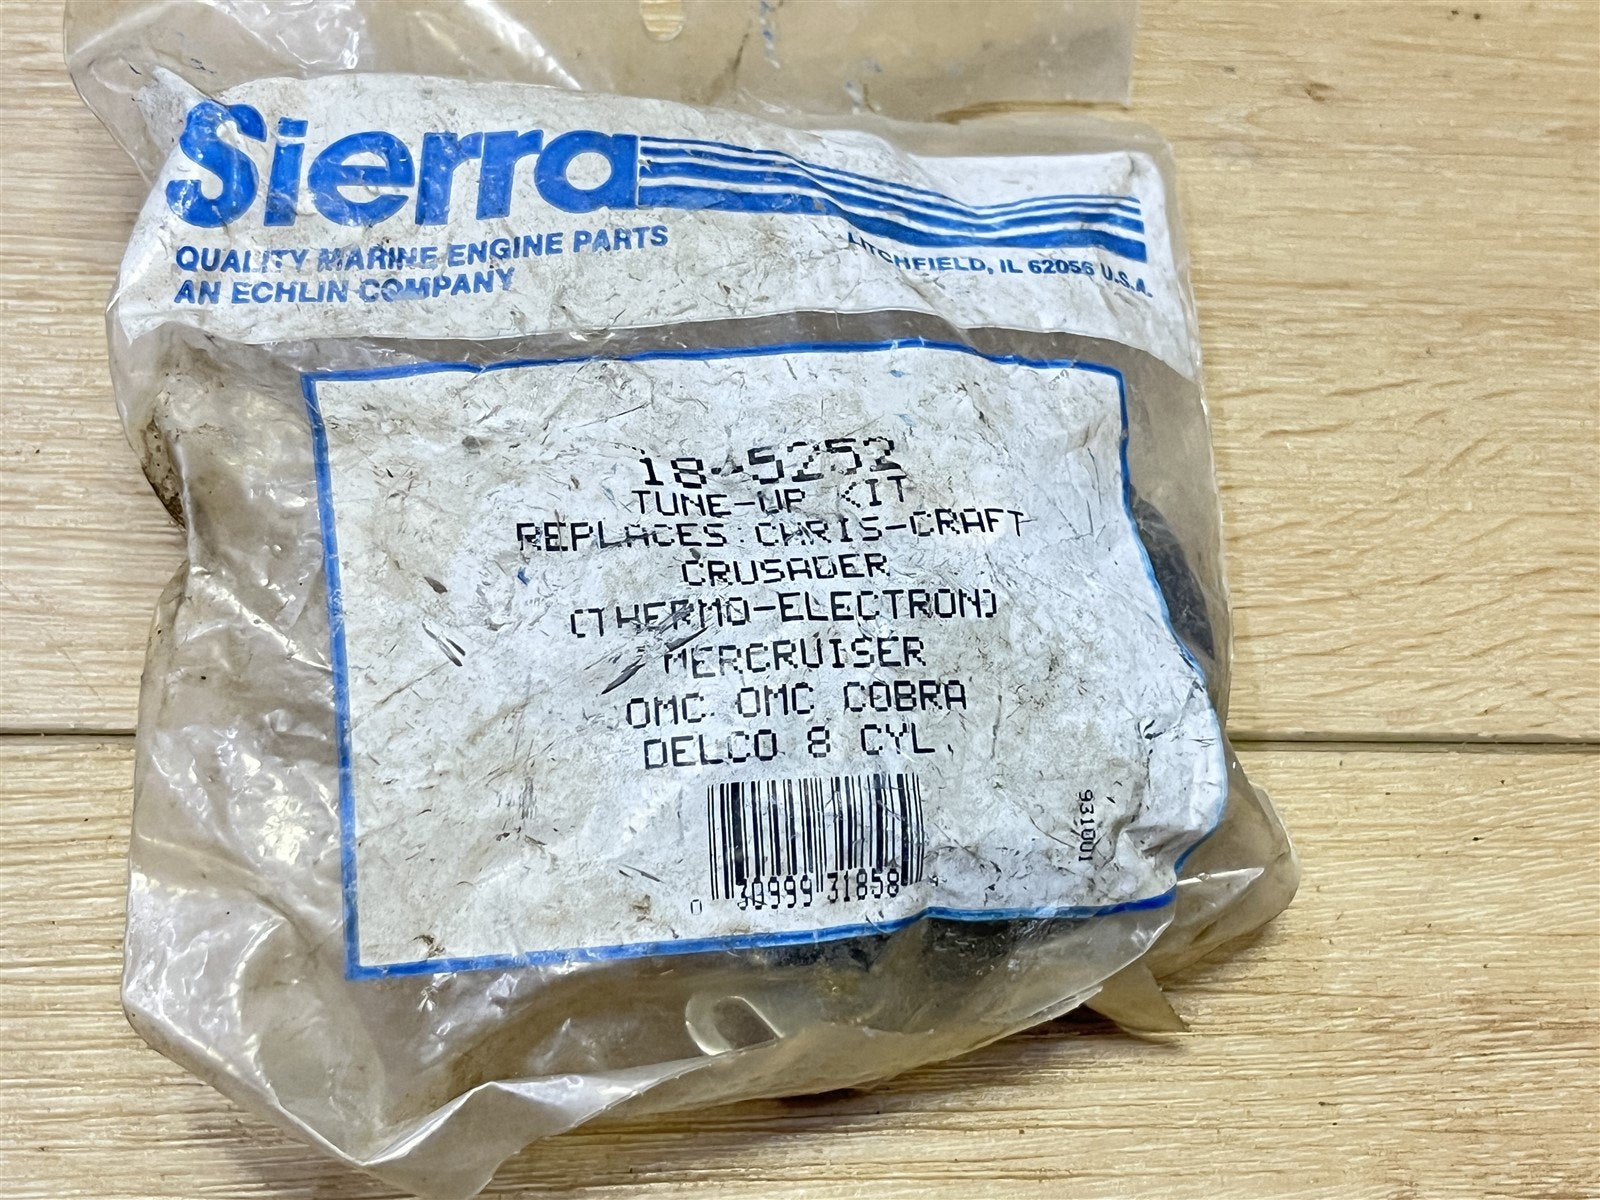 Sierra
QUALITY MARINE ENGINE PARTS
AN ECHLIN COMPANY
LITCHFIELD, IL 62056 U.S.A.
18-5252
TUNE-UP KIT
REPLACES:CHRIS-CRAFT
CRUSADER
(THERMO-ELECTRON)
MERCRUISER
OMC OMC COBRA
DELCO 8 CYL.
931001
0 30999 31858